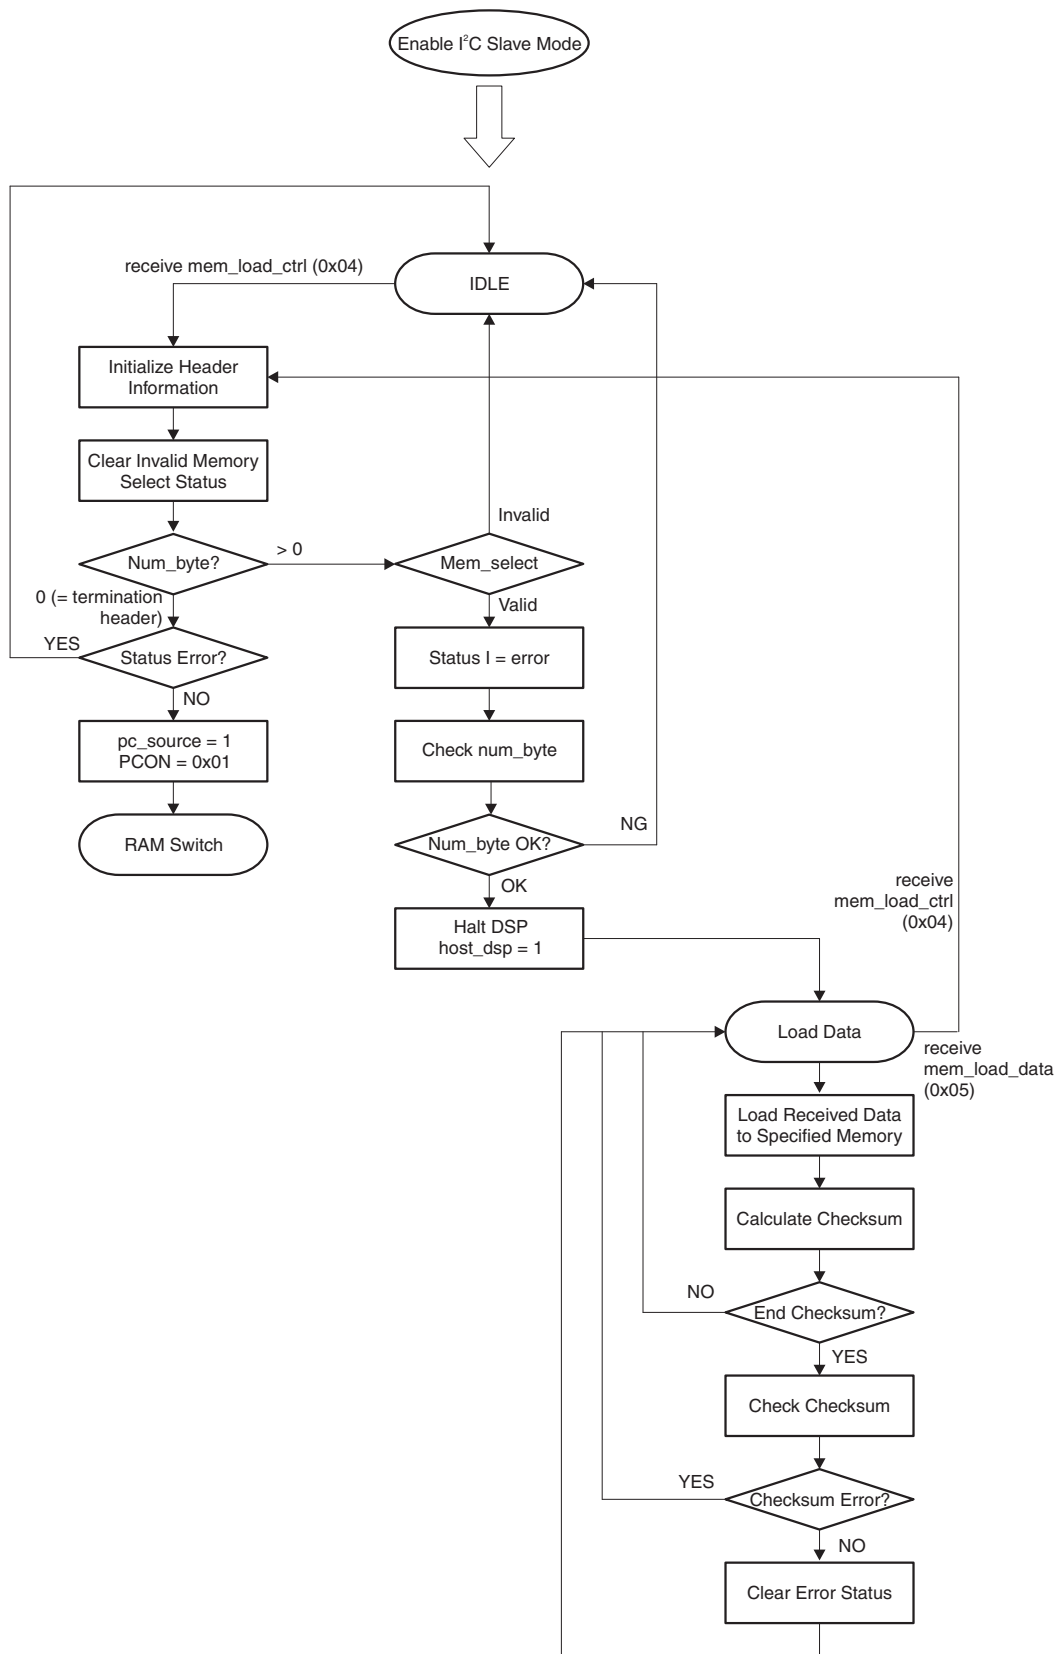 Enable I²C Slave Mode
receive mem_load_ctrl (0x04)
IDLE
Initialize Header
Information
Clear Invalid Memory
Select Status
Invalid
Num_byte?
> 0
Mem_select
0 (= termination
header)
Valid
YES
Status Error?
Status I = error
NO
pc_source = 1
PCON = 0x01
Check num_byte
RAM Switch
Num_byte OK?
NG
OK
receive
mem_load_ctrl
(0x04)
Halt DSP
host_dsp = 1
Load Data
receive
mem_load_data
(0x05)
Load Received Data
to Specified Memory
Calculate Checksum
NO
End Checksum?
YES
Check Checksum
YES
Checksum Error?
NO
Clear Error Status